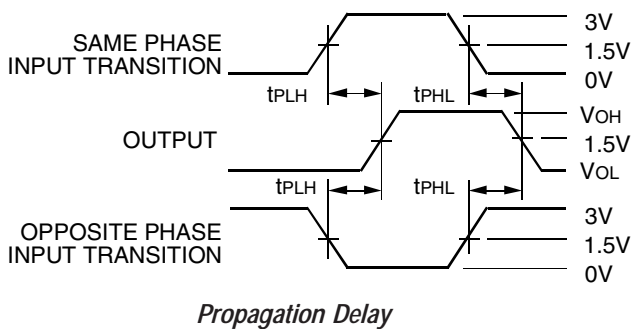 3V
SAME PHASE
INPUT TRANSITION
1.5V
0V
tPLH
tPHL
VOH
OUTPUT
1.5V
VOL
tPLH
tPHL
3V
OPPOSITE PHASE
INPUT TRANSITION
1.5V
0V
Propagation Delay